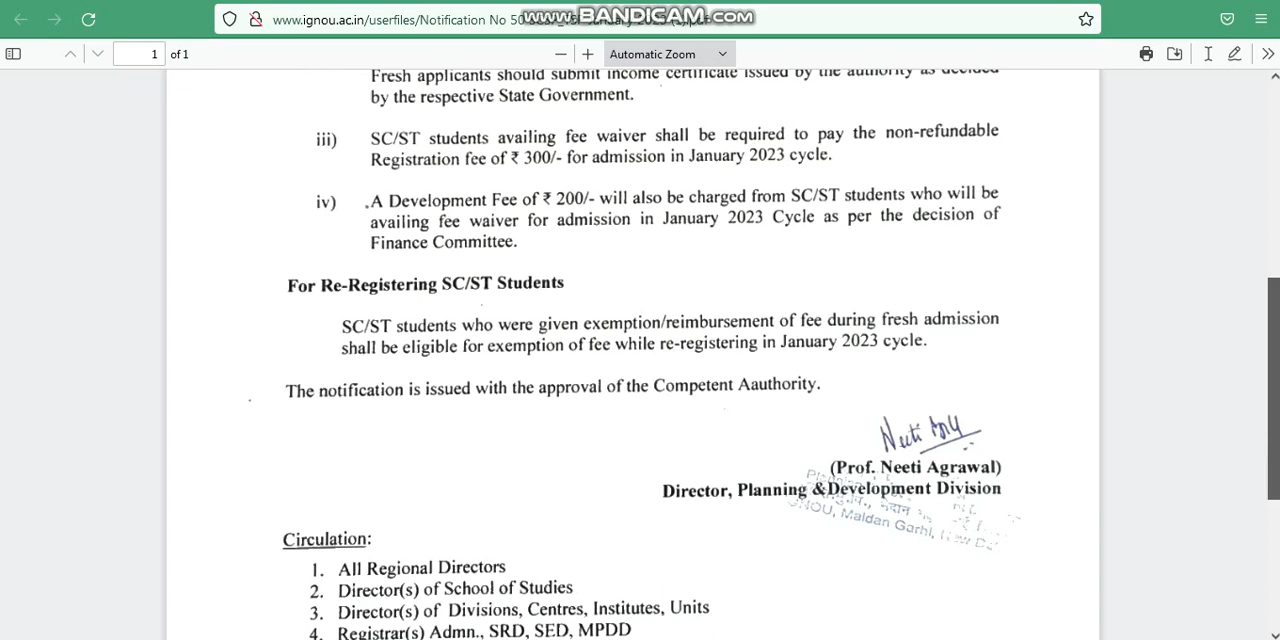 www.ignou.ac.in/userfiles/Notification No 50
www.BANDICAM.com
1 of 1
Automatic Zoom
Fresh applicants should submit income certificate issued by the authority as decided
by the respective State Government.
iii) SC/ST students availing fee waiver shall be required to pay the non-refundable
Registration fee of ₹ 300/- for admission in January 2023 cycle.
iv) .A Development Fee of ₹ 200/- will also be charged from SC/ST students who will be
availing fee waiver for admission in January 2023 Cycle as per the decision of
Finance Committee.
For Re-Registering SC/ST Students
SC/ST students who were given exemption/reimbursement of fee during fresh admission
shall be eligible for exemption of fee while re-registering in January 2023 cycle.
The notification is issued with the approval of the Competent Aauthority.
(Prof. Neeti Agrawal)
Director, Planning &Development Division
IGNOU, Maidan Garhi, New
Circulation:
1. All Regional Directors
2. Director(s) of School of Studies
3. Director(s) of Divisions, Centres, Institutes, Units
4. Registrar(s) Admn., SRD, SED, MPDD